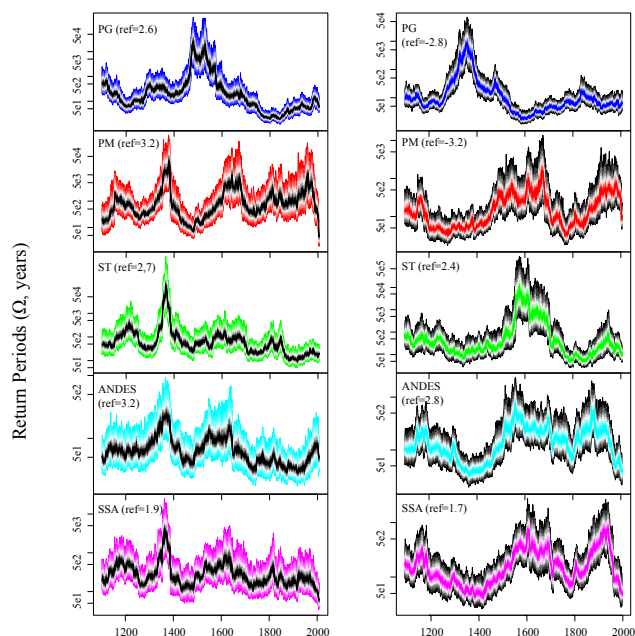 Return Periods (Ω, years)
PG (ref=2.6)
5e1 5e2 5e3 5e4
PM (ref=3.2)
5e1 5e2 5e3 5e4
ST (ref=2,7)
5e1 5e2 5e3 5e4
ANDES
(ref=3.2)
5e1 5e2
SSA (ref=1.9)
5e1 5e2 5e3
1200 1400 1600 1800 2000
PG
(ref=-2.8)
5e1 5e2 5e3 5e4
PM (ref=-3.2)
5e1 5e2 5e3
ST (ref=2.4)
5e1 5e2 5e3 5e4 5e5
ANDES
(ref=2.8)
5e1 5e2
SSA (ref=1.7)
5e1 5e2
1200 1400 1600 1800 2000